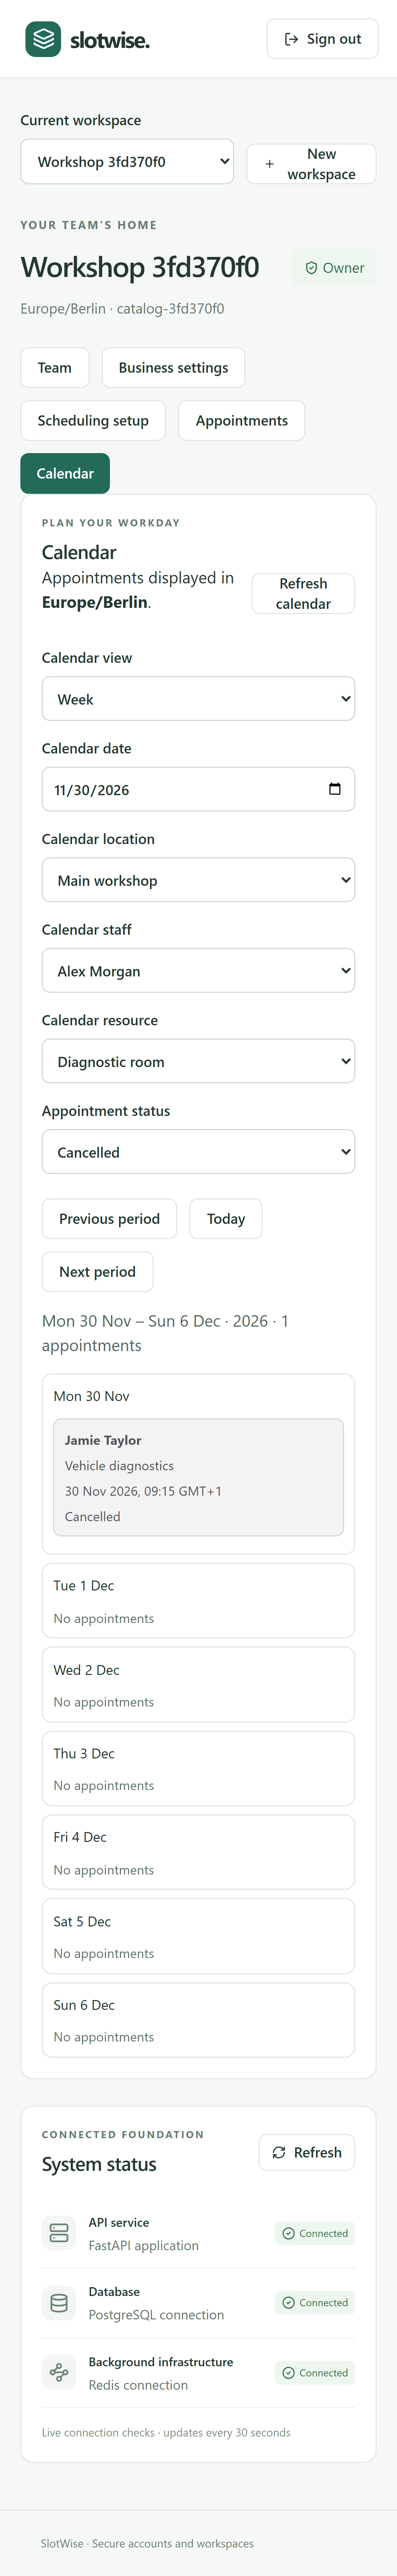 slotwise.
Sign out
Current workspace
Workshop 3fd370f0
New
workspace
YOUR TEAM'S HOME
Workshop 3fd370f0
Owner
Europe/Berlin · catalog-3fd370f0
Team
Business settings
Scheduling setup
Appointments
Calendar
PLAN YOUR WORKDAY
Calendar
Appointments displayed in
Europe/Berlin.
Refresh
calendar
Calendar view
Week
Calendar date
11/30/2026
Calendar location
Main workshop
Calendar staff
Alex Morgan
Calendar resource
Diagnostic room
Appointment status
Cancelled
Previous period
Today
Next period
Mon 30 Nov – Sun 6 Dec · 2026 · 1
appointments
Mon 30 Nov
Jamie Taylor
Vehicle diagnostics
30 Nov 2026, 09:15 GMT+1
Cancelled
Tue 1 Dec
No appointments
Wed 2 Dec
No appointments
Thu 3 Dec
No appointments
Fri 4 Dec
No appointments
Sat 5 Dec
No appointments
Sun 6 Dec
No appointments
CONNECTED FOUNDATION
System status
Refresh
API service
FastAPI application
Connected
Database
PostgreSQL connection
Connected
Background infrastructure
Redis connection
Connected
Live connection checks · updates every 30 seconds
SlotWise · Secure accounts and workspaces